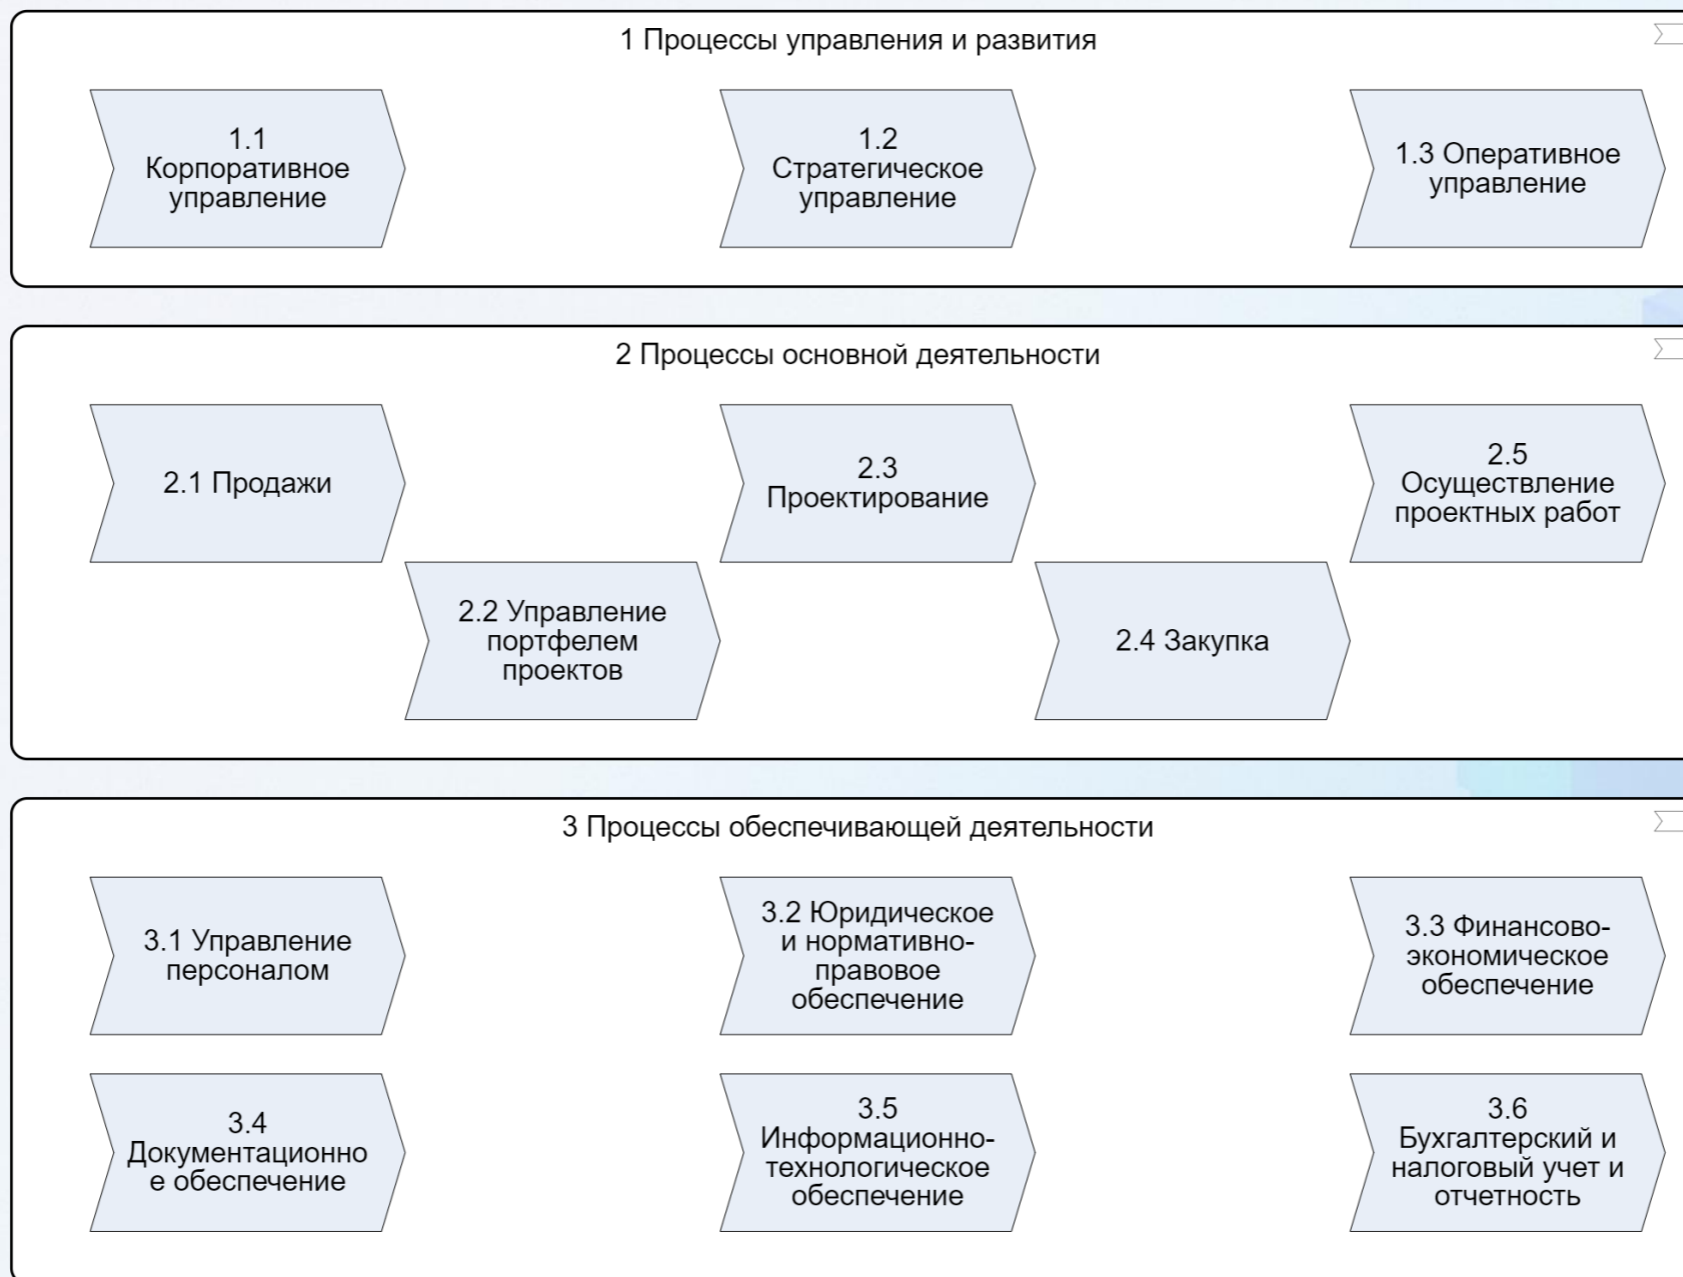 1 Процессы управления и развития
1.1
Корпоративное
управление
1.2
Стратегическое
управление
1.3 Оперативное
управление
2 Процессы основной деятельности
2.1 Продажи
2.2 Управление
портфелем
проектов
2.3
Проектирование
2.4 Закупка
2.5
Осуществление
проектных работ
3 Процессы обеспечивающей деятельности
3.1 Управление
персоналом
3.2 Юридическое
и нормативно-
правовое
обеспечение
3.3 Финансово-
экономическое
обеспечение
3.4
Документационно
е обеспечение
3.5
Информационно-
технологическое
обеспечение
3.6
Бухгалтерский и
налоговый учет и
отчетность